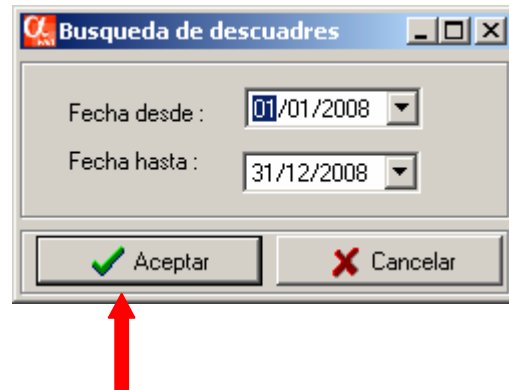 Busqueda de descuadres
Fecha desde : 01/01/2008
Fecha hasta : 31/12/2008
Aceptar Cancelar